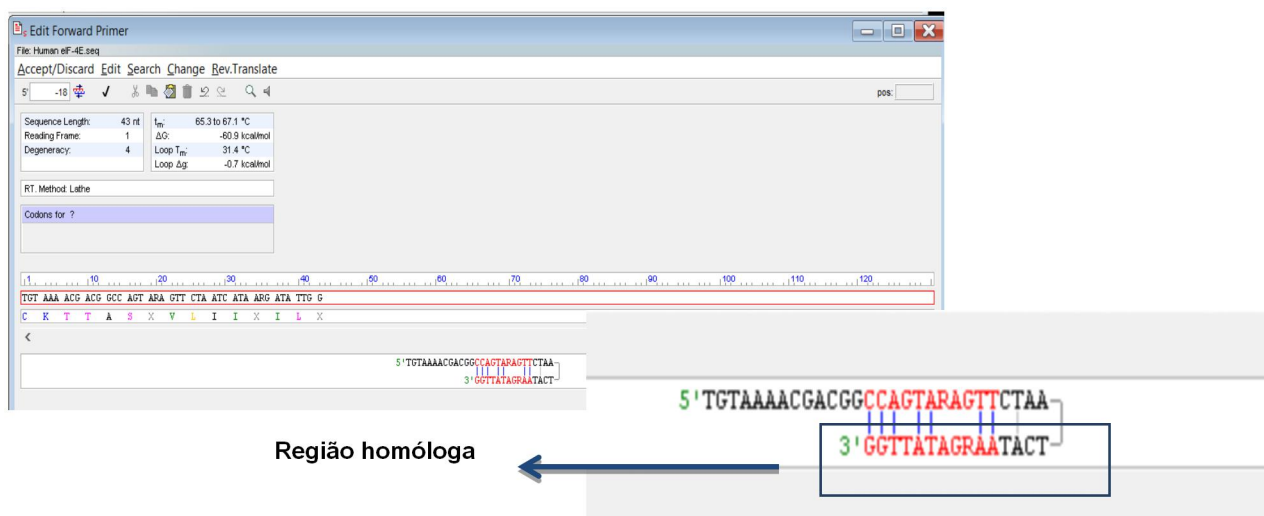 Edit Forward Primer
File: Human eIF-4E.seq
Accept/Discard Edit Search Change Rev.Translate
5' -18 pos:
Sequence Length: 43 nt tm: 65.3 to 67.1 °C
Reading Frame: 1 ΔG: -60.9 kcal/mol
Degeneracy: 4 Loop Tm: 31.4 °C
Loop Δg: -0.7 kcal/mol
RT. Method: Lathe
Codons for ?
1 10 20 30 40 50 60 70 80 90 100 110 120
TGT AAA ACG ACG GCC AGT ARA GTT CTA ATC ATA ARG ATA TTG G
C K T T A S X V L I I X I L X
5'TGTAAAACGACGGCCAGTARAGTTCTAA
3'GGTTATAGRAATACT
5'TGTAAAACGACGGCCAGTARAGTTCTAA
3'GGTTATAGRAATACT
Região homóloga